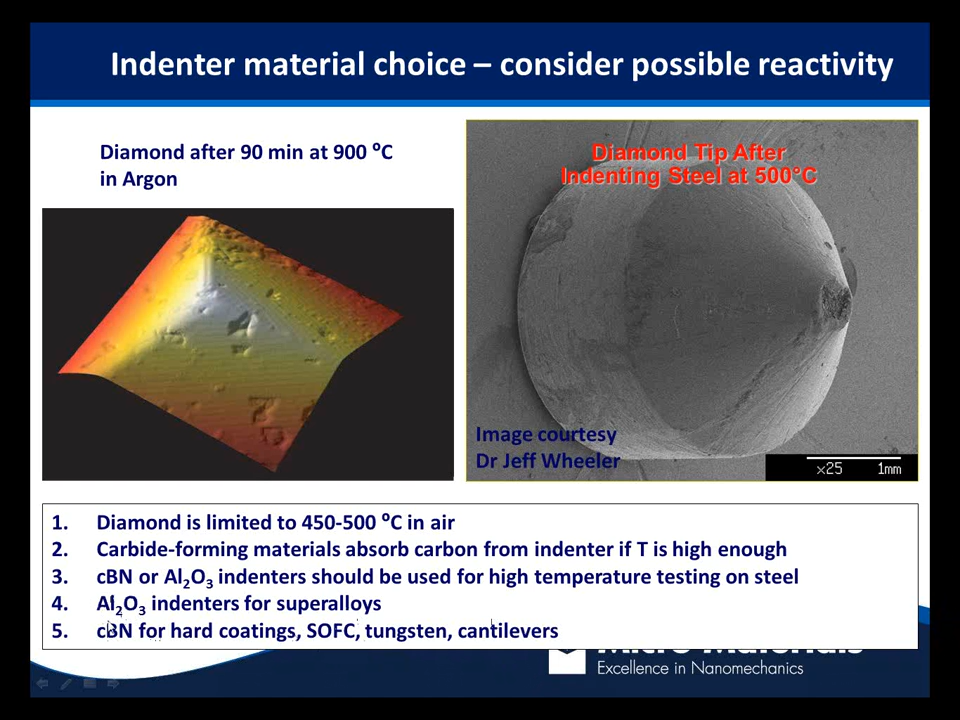 Indenter material choice – consider possible reactivity
Diamond after 90 min at 900 ⁰C
in Argon
Diamond Tip After
Indenting Steel at 500°C
Image courtesy
Dr Jeff Wheeler
×25 1mm
1. Diamond is limited to 450-500 ⁰C in air
2. Carbide-forming materials absorb carbon from indenter if T is high enough
3. cBN or Al₂O₃ indenters should be used for high temperature testing on steel
4. Al₂O₃ indenters for superalloys
5. cBN for hard coatings, SOFC, tungsten, cantilevers
Micro Materials
Excellence in Nanomechanics